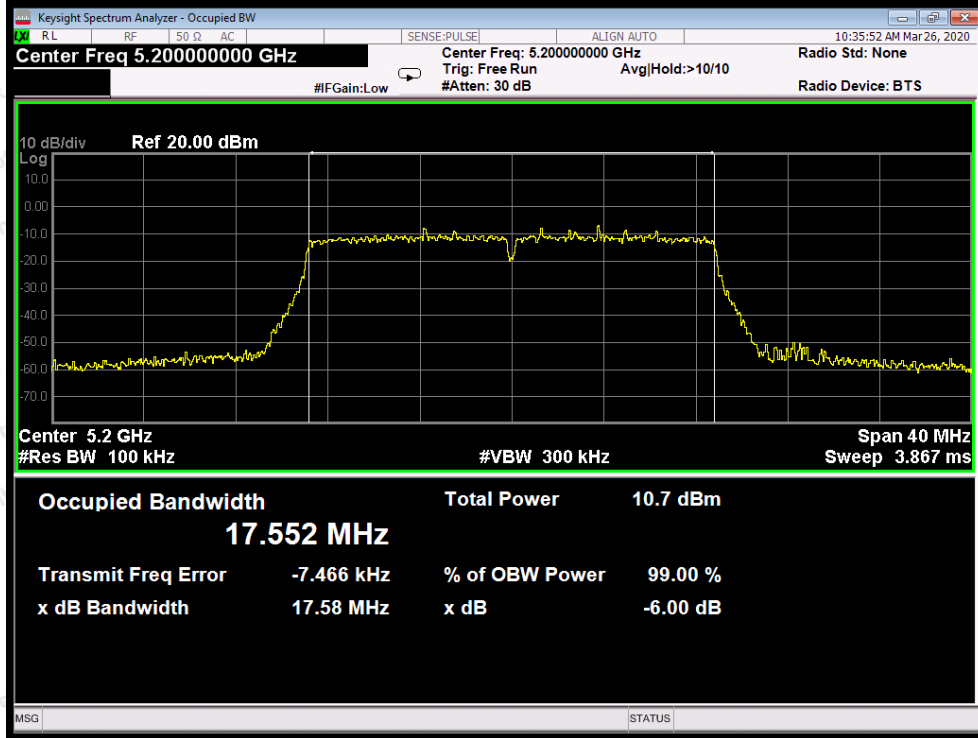 Keysight Spectrum Analyzer - Occupied BW
LXI RL RF 50 Ω AC SENSE:PULSE ALIGN AUTO 10:35:52 AM Mar 26, 2020
Center Freq 5.200000000 GHz Center Freq: 5.200000000 GHz Radio Std: None
Trig: Free Run Avg|Hold:>10/10
#IFGain:Low #Atten: 30 dB Radio Device: BTS
10 dB/div Ref 20.00 dBm
Log
10.0
0.00
-10.0
-20.0
-30.0
-40.0
-50.0
-60.0
-70.0
Center 5.2 GHz Span 40 MHz
#Res BW 100 kHz #VBW 300 kHz Sweep 3.867 ms
Occupied Bandwidth Total Power 10.7 dBm
17.552 MHz
Transmit Freq Error -7.466 kHz % of OBW Power 99.00 %
x dB Bandwidth 17.58 MHz x dB -6.00 dB
MSG STATUS